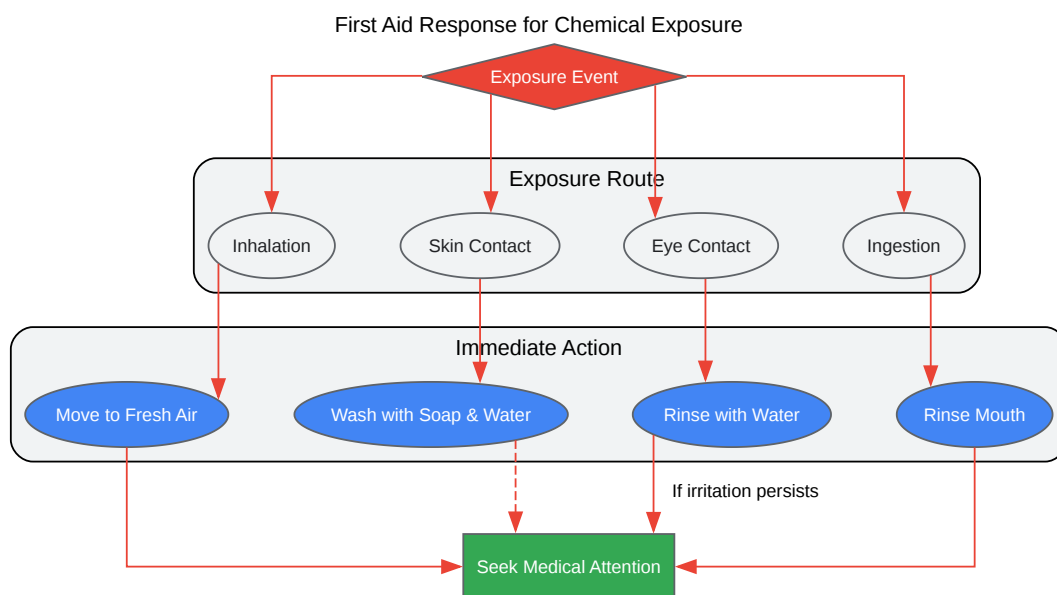 First Aid Response for Chemical Exposure
Exposure Event
Exposure Route
Inhalation
Skin Contact
Eye Contact
Ingestion
Immediate Action
Move to Fresh Air
Wash with Soap & Water
Rinse with Water
Rinse Mouth
If irritation persists
Seek Medical Attention